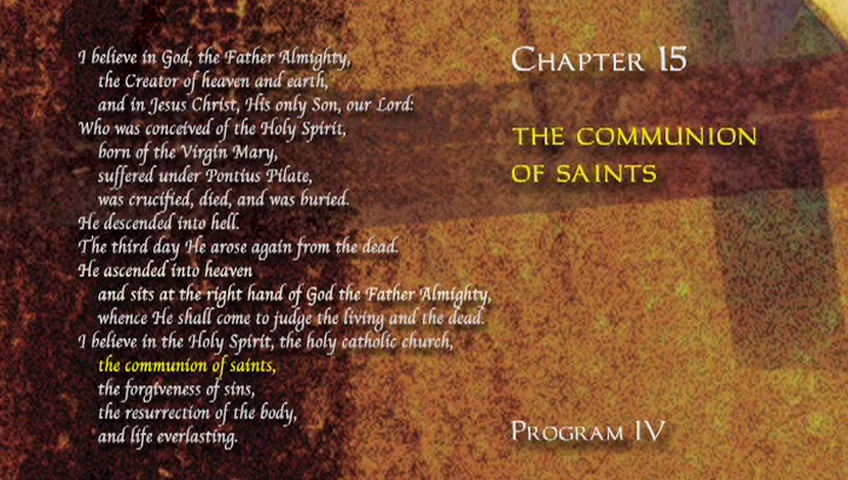 I believe in God, the Father Almighty,
the Creator of heaven and earth,
and in Jesus Christ, His only Son, our Lord:
Who was conceived of the Holy Spirit,
born of the Virgin Mary,
suffered under Pontius Pilate,
was crucified, died, and was buried.
He descended into hell.
The third day He arose again from the dead.
He ascended into heaven
and sits at the right hand of God the Father Almighty,
whence He shall come to judge the living and the dead.
I believe in the Holy Spirit, the holy catholic church,
the communion of saints,
the forgiveness of sins,
the resurrection of the body,
and life everlasting.
Chapter 15
THE COMMUNION
OF SAINTS
Program IV